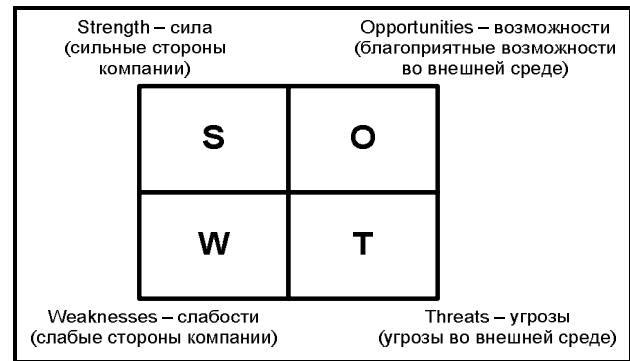 Strength – сила
(сильные стороны
компании)
Opportunities – возможности
(благоприятные возможности
во внешней среде)
S
O
W
T
Weaknesses – слабости
(слабые стороны компании)
Threats – угрозы
(угрозы во внешней среде)